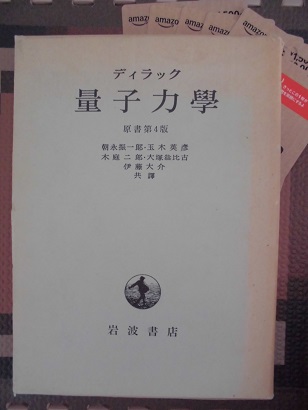 amazon
amazon
amazon
amazon
ディラック
量子力學
原書第4版
朝永振一郎・玉木英彦
木庭二郎・大塚益比古
伊藤大介
共譯
岩波書店